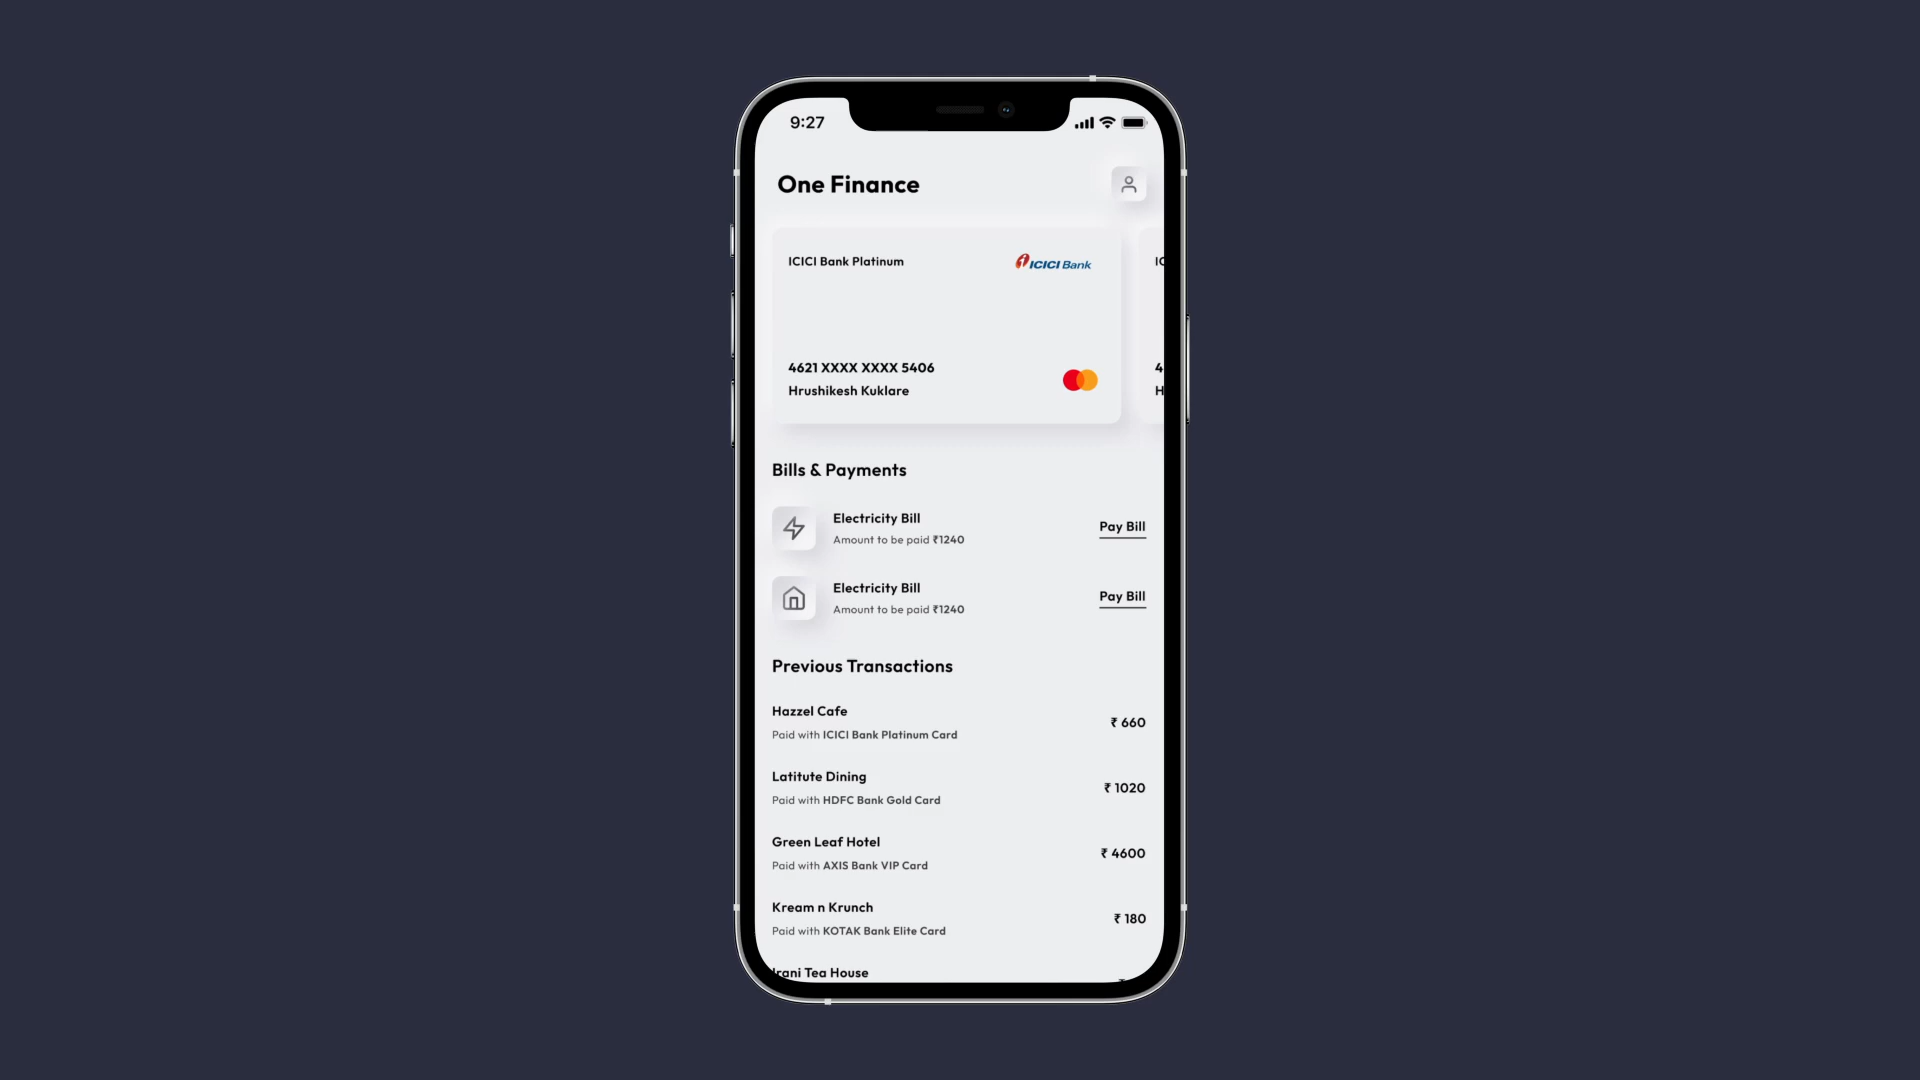 9:27
One Finance
ICICI Bank Platinum
ICICI Bank
4621 XXXX XXXX 5406
Hrushikesh Kuklare
Bills & Payments
Electricity Bill
Amount to be paid ₹1240
Pay Bill
Electricity Bill
Amount to be paid ₹1240
Pay Bill
Previous Transactions
Hazzel Cafe
₹ 660
Paid with ICICI Bank Platinum Card
Latitute Dining
₹ 1020
Paid with HDFC Bank Gold Card
Green Leaf Hotel
₹ 4600
Paid with AXIS Bank VIP Card
Kream n Krunch
₹ 180
Paid with KOTAK Bank Elite Card
Irani Tea House